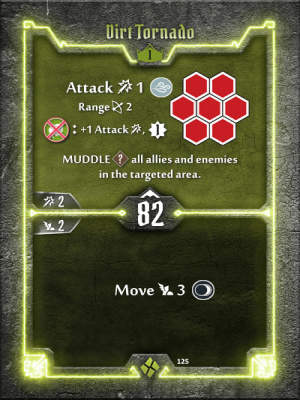 Dirt Tornado
1
Attack 1
Range 2
: +1 Attack , 1
MUDDLE ? all allies and enemies
in the targeted area.
2
82
2
Move 3
125